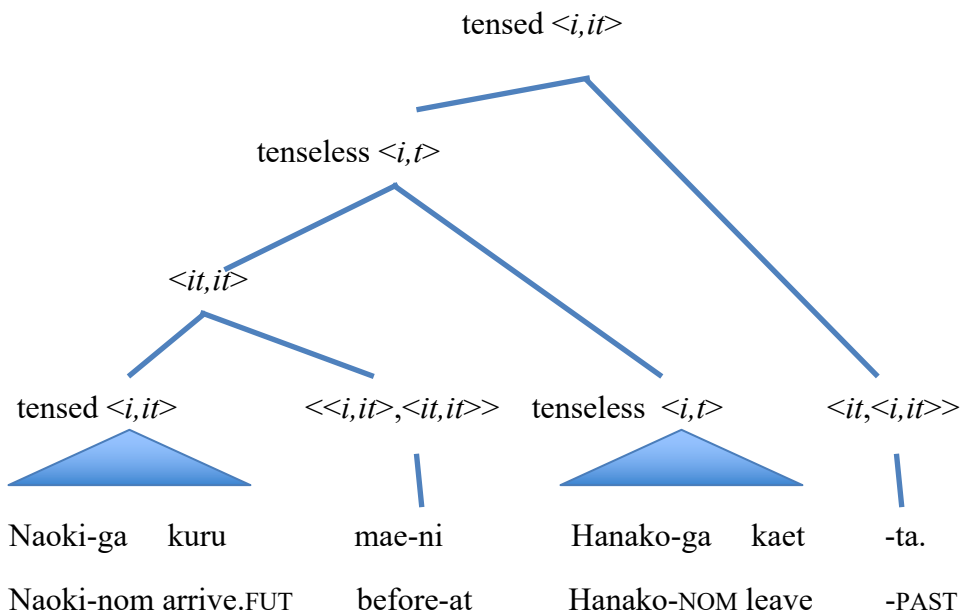 tensed <i,it>
tenseless <i,t>
<it,it>
tensed <i,it> <<i,it>,<it,it>> tenseless <i,t> <it,<i,it>>
Naoki-ga kuru mae-ni Hanako-ga kaet -ta.
Naoki-nom arrive.FUT before-at Hanako-NOM leave -PAST